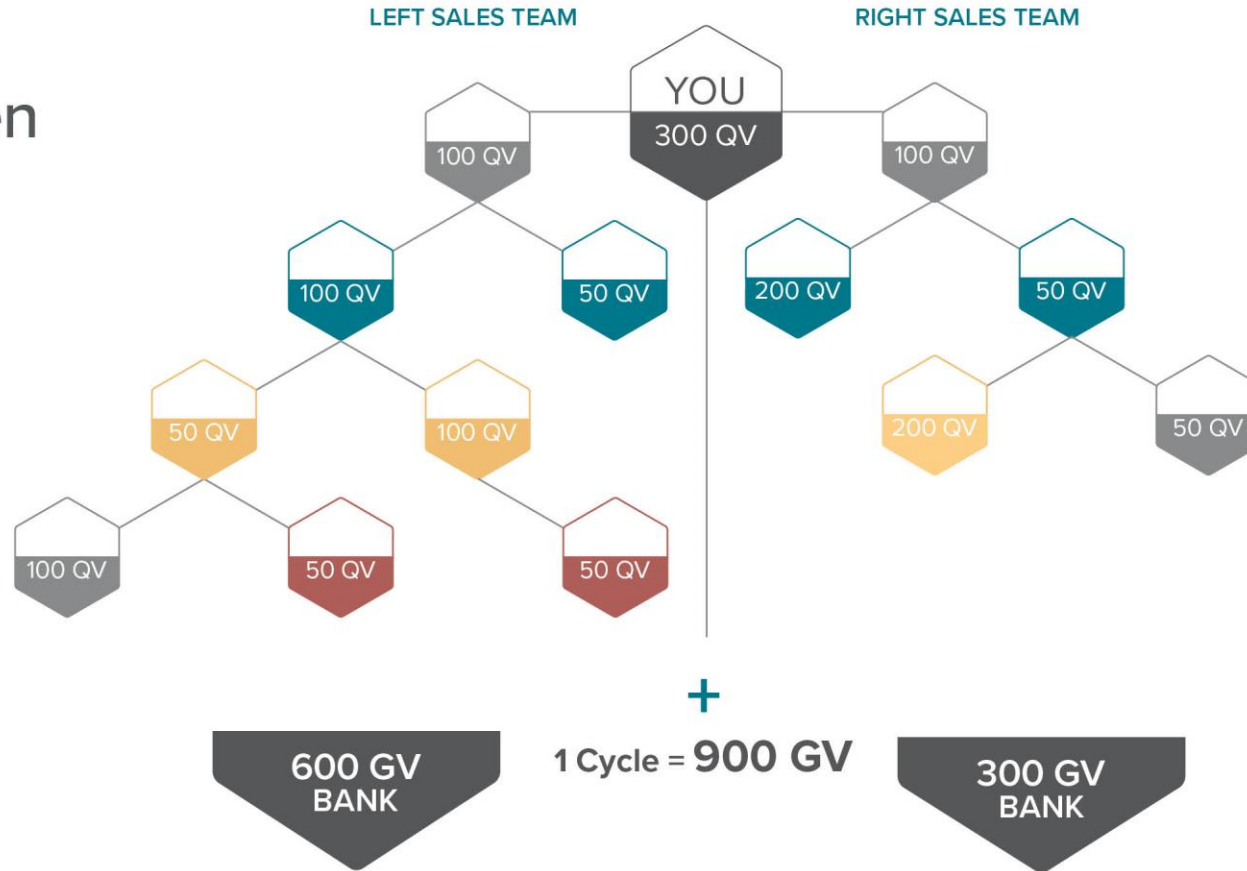 LEFT SALES TEAM
RIGHT SALES TEAM
en
YOU
300 QV
100 QV
100 QV
100 QV
50 QV
200 QV
50 QV
50 QV
100 QV
200 QV
50 QV
100 QV
50 QV
50 QV
+
1 Cycle = 900 GV
600 GV
BANK
300 GV
BANK